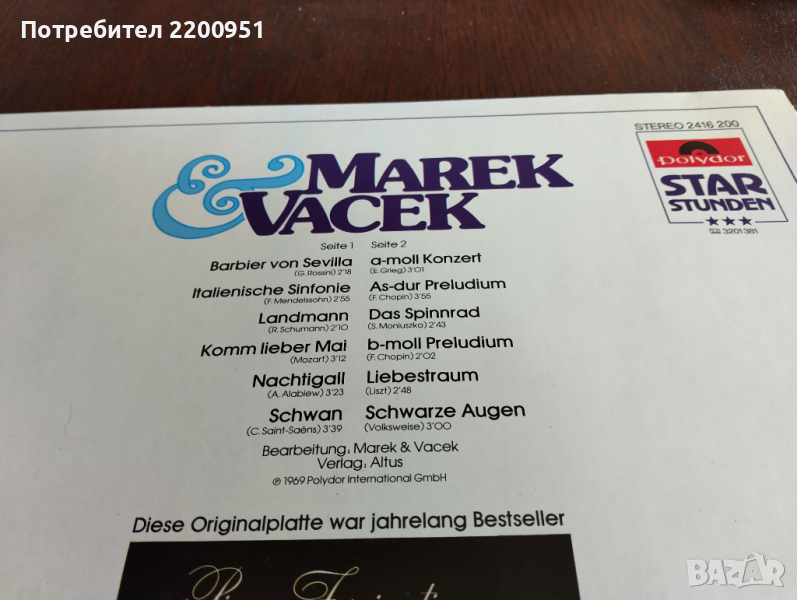 Потребител 2200951
STEREO 2416 200
Polydor
STAR
STUNDEN
3201381
& MAREK
VACEK
Seite 1 Seite 2
Barbier von Sevilla a-moll Konzert
(G. Rossini) 2'18 (E. Grieg) 3'01
Italienische Sinfonie As-dur Preludium
(F. Mendelssohn) 2'55 (F. Chopin) 3'55
Landmann Das Spinnrad
(R. Schumann) 2'10 (S. Moniuszko) 2'43
Komm lieber Mai b-moll Preludium
(Mozart) 3'12 (F. Chopin) 2'02
Nachtigall Liebestraum
(A. Alabiew) 3'23 (Liszt) 2'48
Schwan Schwarze Augen
(C. Saint-Saëns) 3'39 (Volksweise) 3'00
Bearbeitung: Marek & Vacek
Verlag: Altus
℗ 1969 Polydor International GmbH
Diese Originalplatte war jahrelang Bestseller
BAZAR